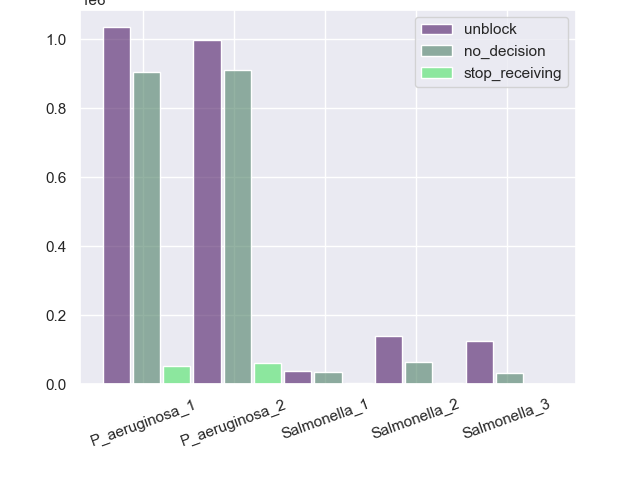 1e6
1.0
0.8
0.6
0.4
0.2
0.0
unblock
no_decision
stop_receiving
P_aeruginosa_1
P_aeruginosa_2
Salmonella_1
Salmonella_2
Salmonella_3